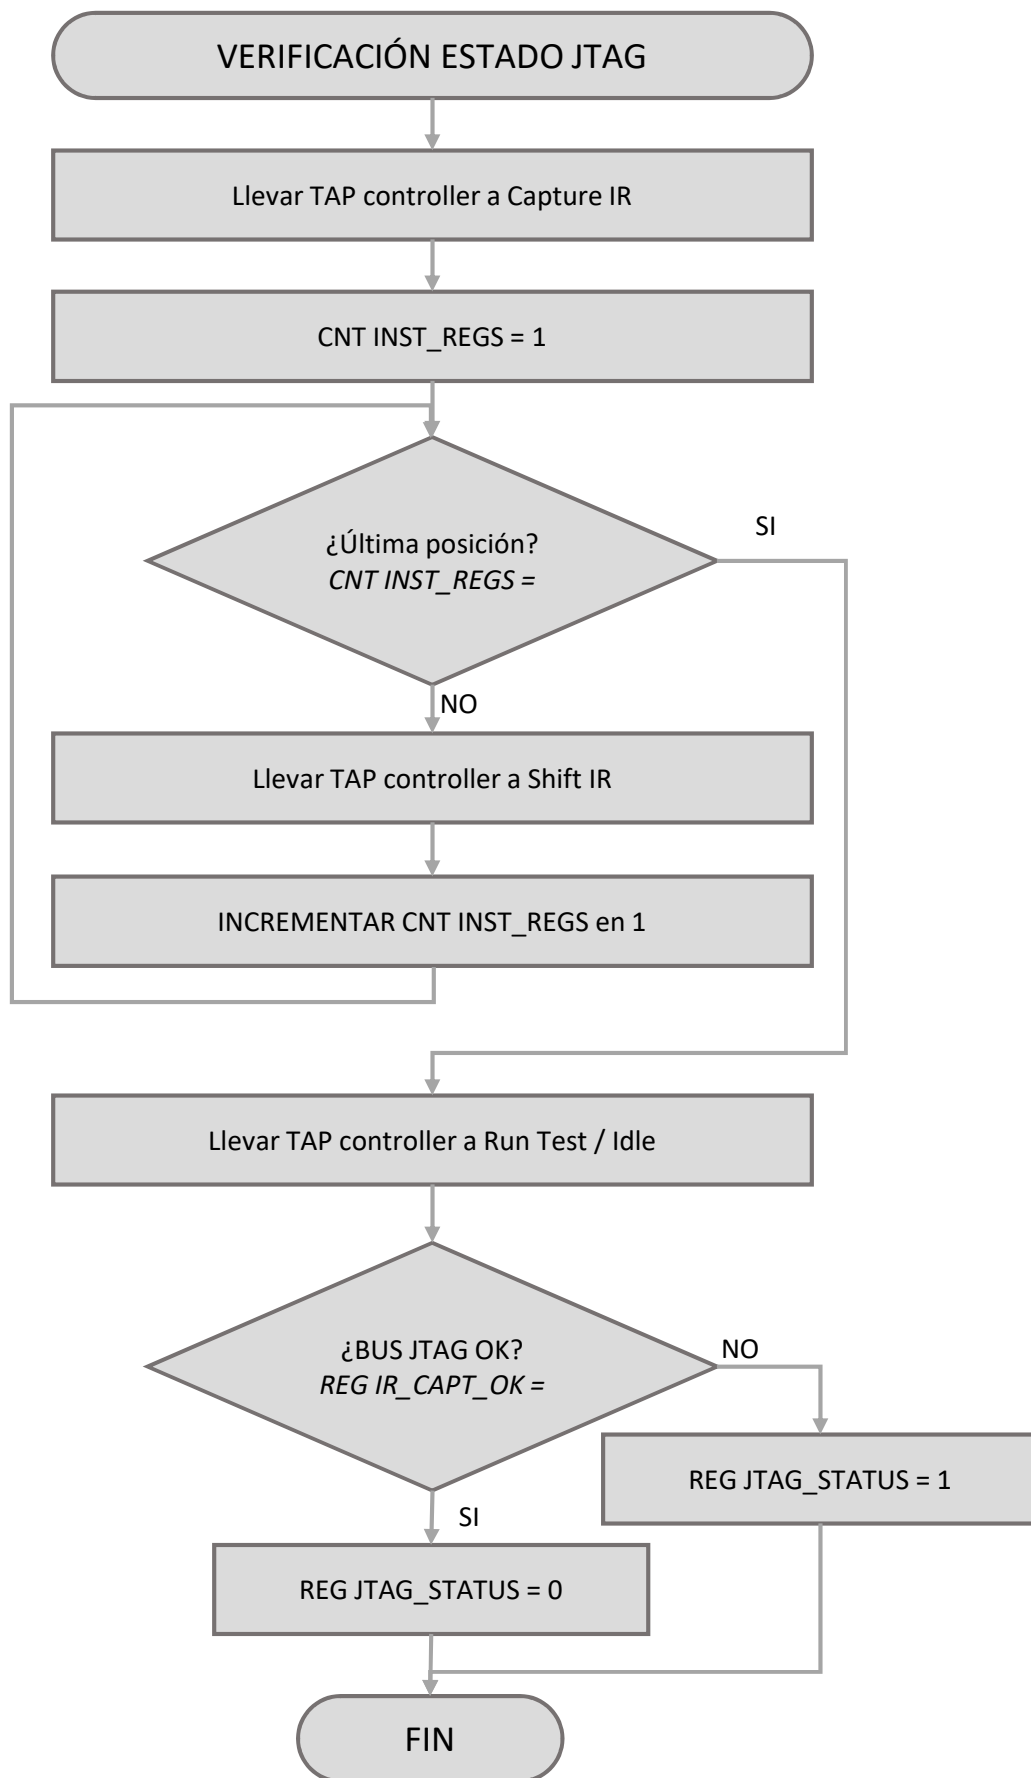 VERIFICACIÓN ESTADO JTAG
Llevar TAP controller a Capture IR
CNT INST_REGS = 1
¿Última posición?
CNT INST_REGS =
SI
NO
Llevar TAP controller a Shift IR
INCREMENTAR CNT INST_REGS en 1
Llevar TAP controller a Run Test / Idle
¿BUS JTAG OK?
REG IR_CAPT_OK =
NO
REG JTAG_STATUS = 1
SI
REG JTAG_STATUS = 0
FIN